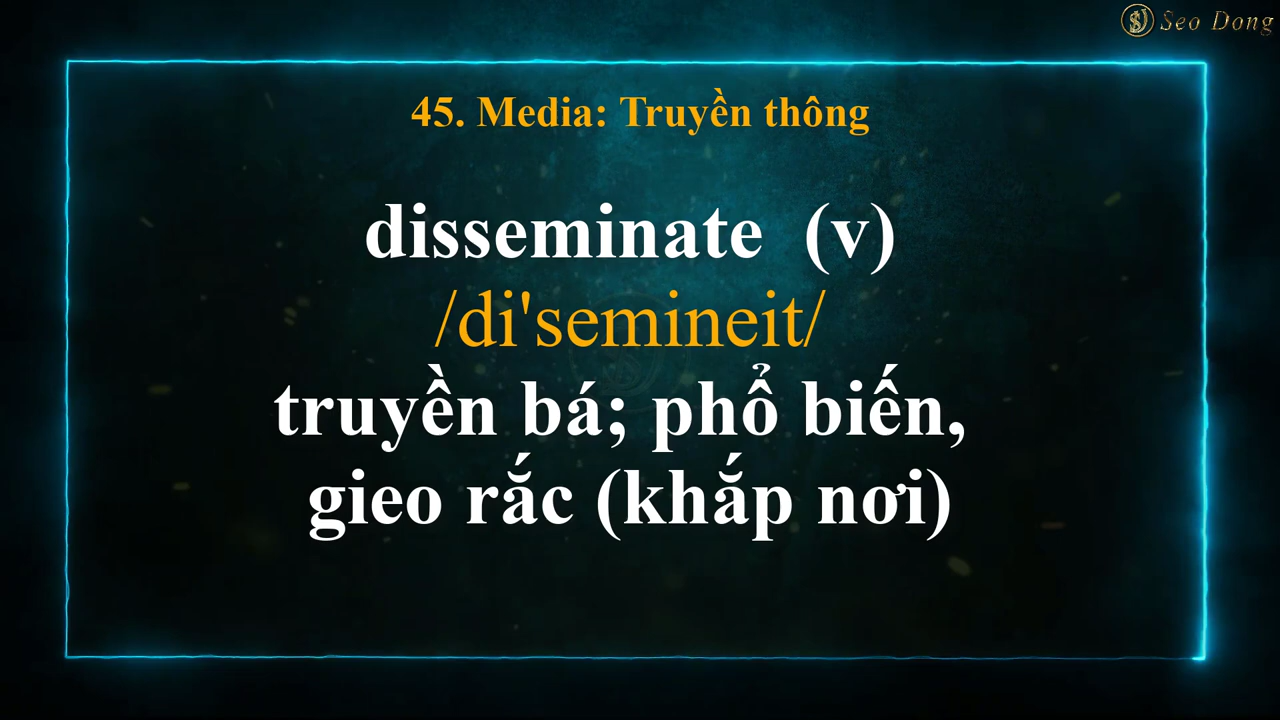 Seo Dong
45. Media: Truyền thông
disseminate (v)
/di'semineit/
truyền bá; phổ biến,
gieo rắc (khắp nơi)